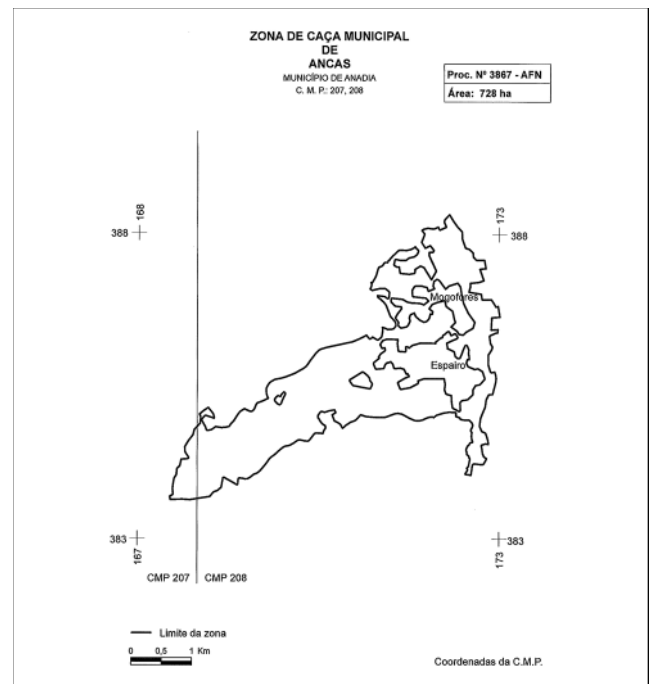 ZONA DE CAÇA MUNICIPAL
DE
ANCAS
MUNICÍPIO DE ANADIA
C. M. P.: 207, 208
Proc. Nº 3867 - AFN
Área: 728 ha
168
388
173
388
Mogofores
Espairo
383
167
383
173
CMP 207
CMP 208
Limite da zona
0 0,5 1 Km
Coordenadas da C.M.P.